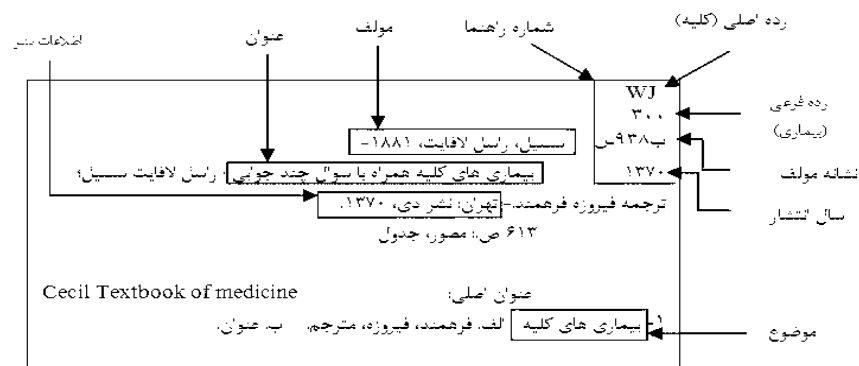 رده اصلی (کلیه)
شماره راهنما
مولف
عنوان
اطلاعات نشر
WJ
۳۰۰
رده فرعی
(بیماری)
ب۹۳۸س
سسیل، راسل لافایت، ۱۸۸۱-
نشانه مولف
۱۳۷۰
بیماری های کلیه همراه با سوال چند جوابی / راسل لافایت سسیل؛
ترجمه فیروزه فرهمند.- تهران: نشر دی، ۱۳۷۰.
سال انتشار
۶۱۳ ص.: مصور، جدول
عنوان اصلی: Cecil Textbook of medicine
۱- بیماری های کلیه الف. فرهمند، فیروزه، مترجم. ب. عنوان.
موضوع